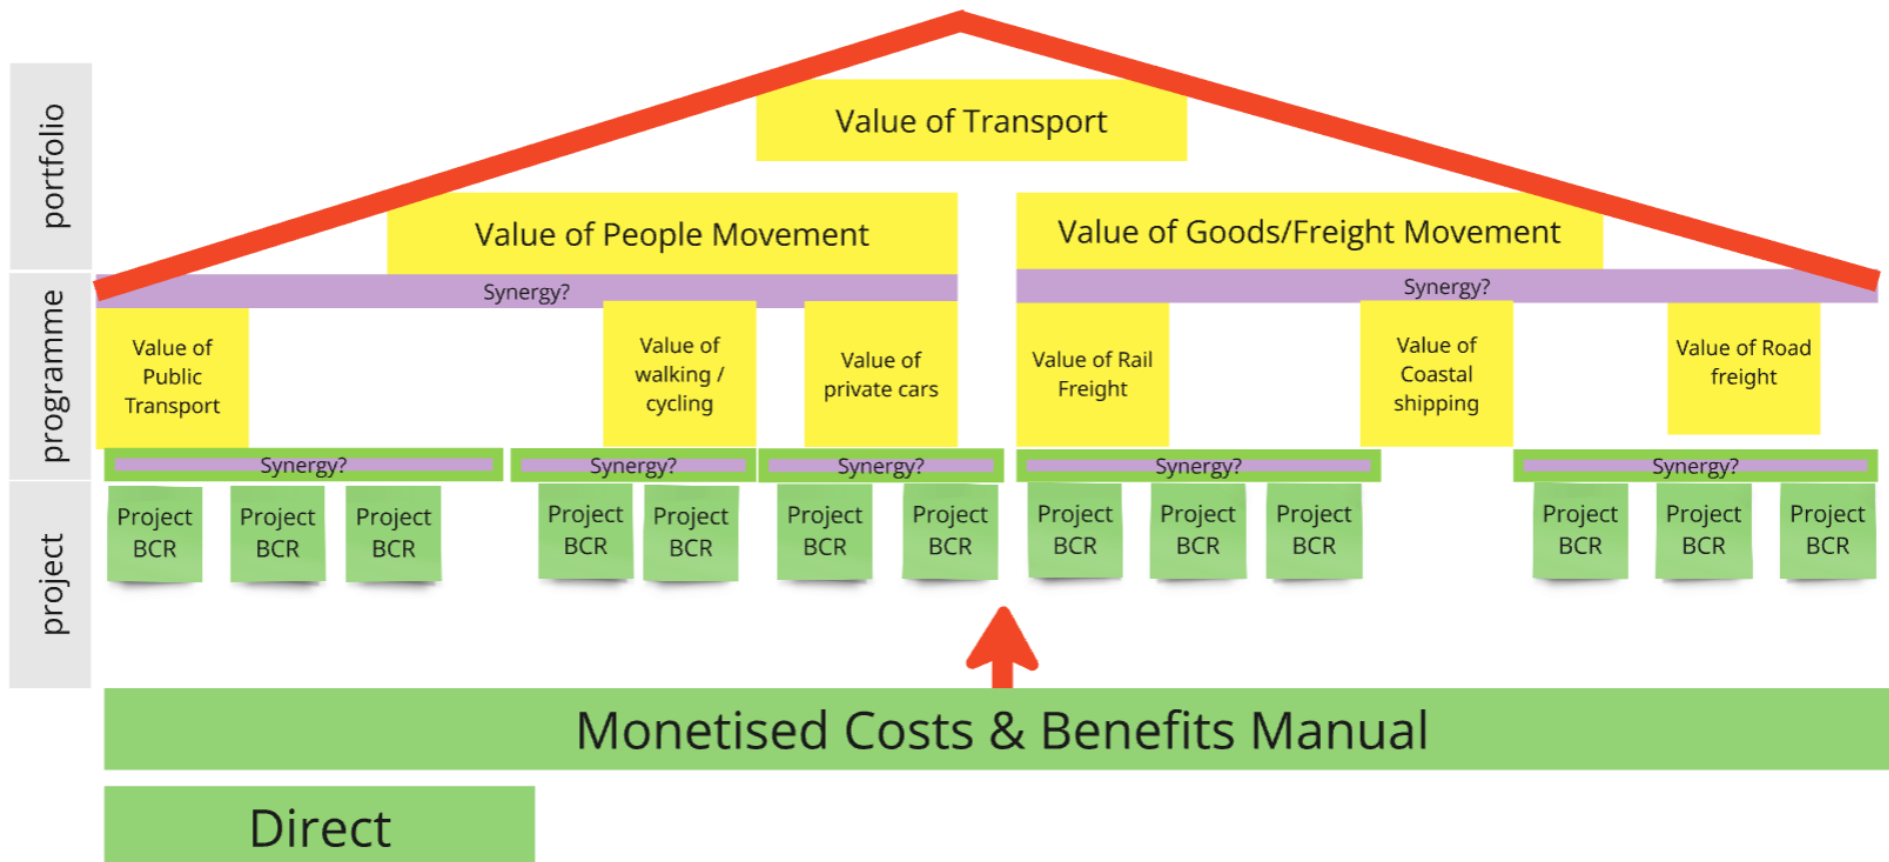 portfolio
Value of Transport
Value of People Movement
Value of Goods/Freight Movement
programme
Synergy?
Synergy?
Value of
Public
Transport
Value of
walking /
cycling
Value of
private cars
Value of Rail
Freight
Value of
Coastal
shipping
Value of Road
freight
Synergy?
Synergy?
Synergy?
Synergy?
Synergy?
project
Project
BCR
Project
BCR
Project
BCR
Project
BCR
Project
BCR
Project
BCR
Project
BCR
Project
BCR
Project
BCR
Project
BCR
Project
BCR
Project
BCR
Project
BCR
Monetised Costs & Benefits Manual
Direct